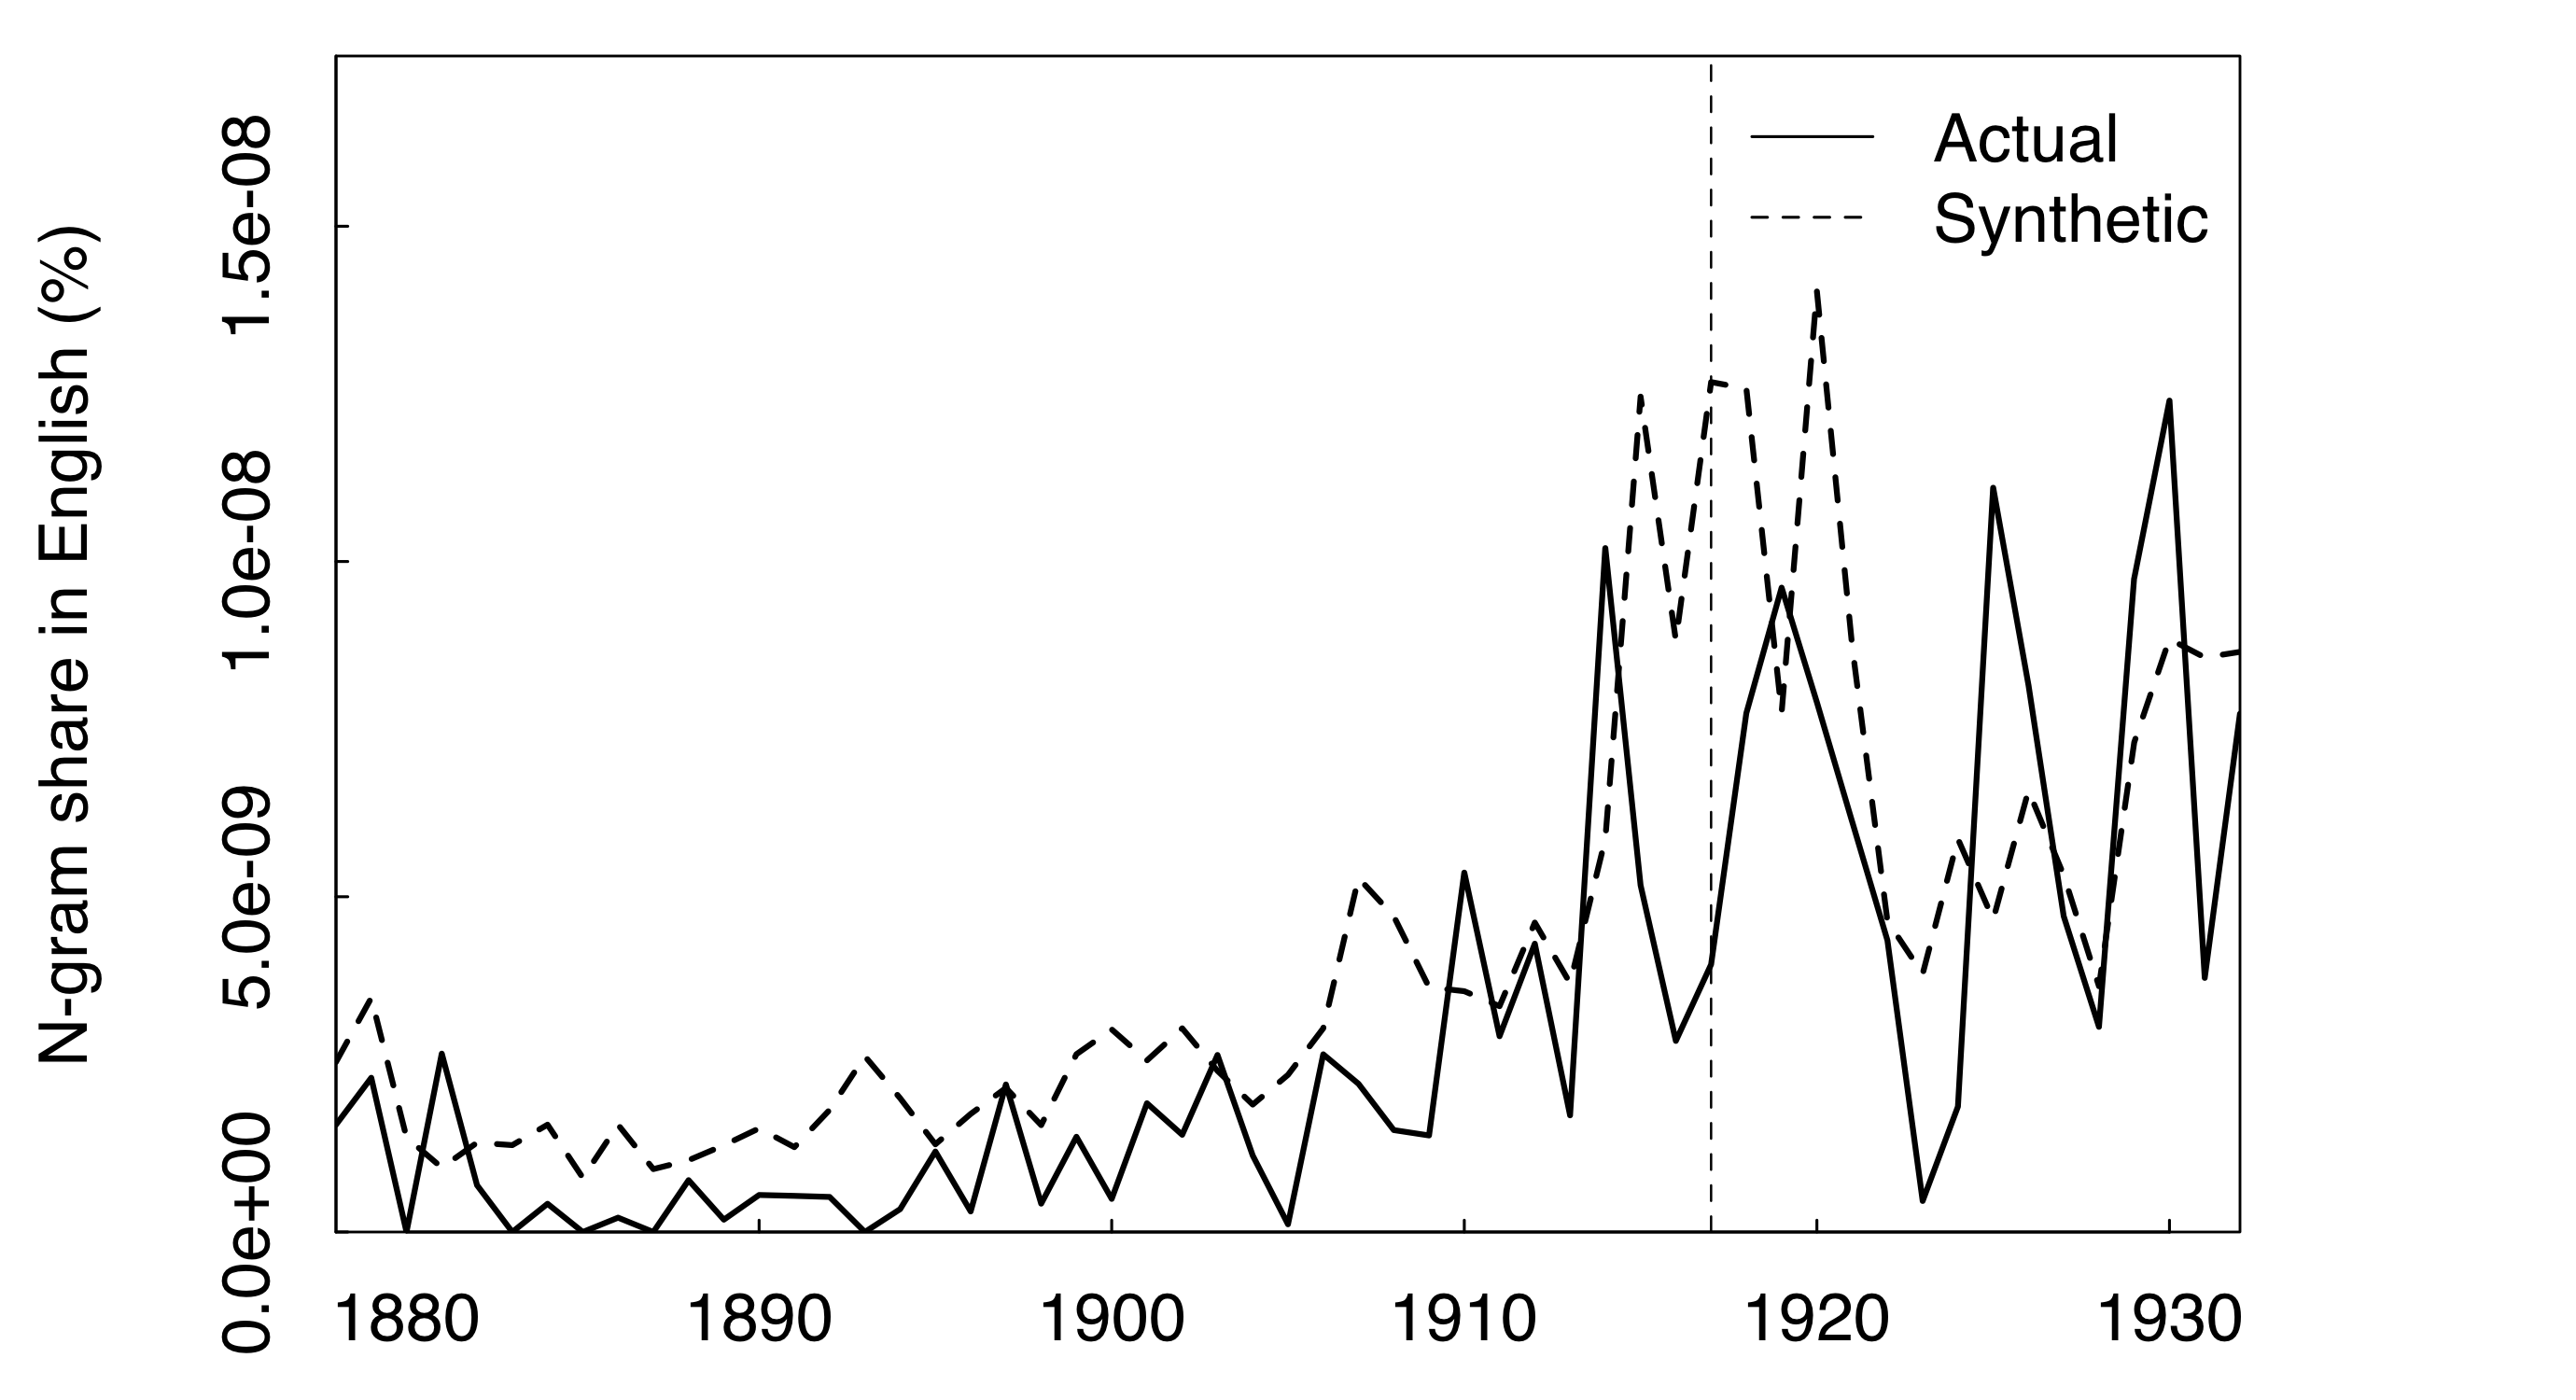 N-gram share in English (%)
1.5e-08
1.0e-08
5.0e-09
0.0e+00
Actual
Synthetic
1880 1890 1900 1910 1920 1930